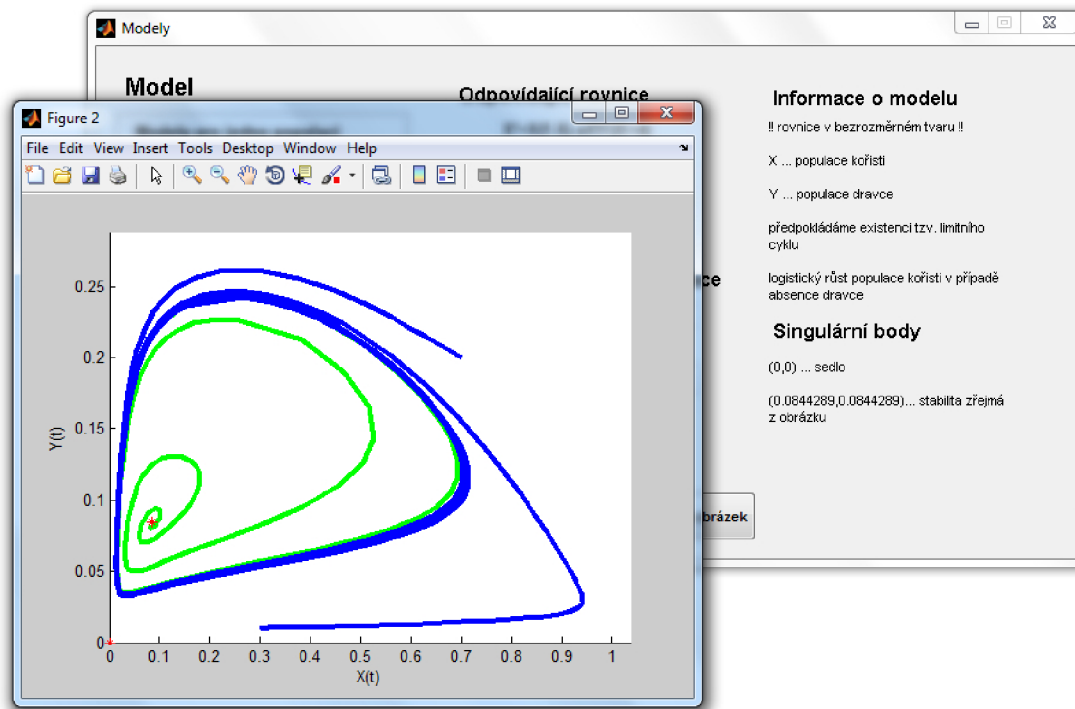 Modely
Model
Odpovídající rovnice
Informace o modelu
!! rovnice v bezrozměrném tvaru !!
X ... populace kořisti
Y ... populace dravce
předpokládáme existenci tzv. limitního
cyklu
logistický růst populace kořisti v případě
absence dravce
Singulární body
(0,0) ... sedlo
(0.0844289,0.0844289)... stabilita zřejmá
z obrázku
ce
brázek
Figure 2
File Edit View Insert Tools Desktop Window Help
0.25
0.2
0.15
0.1
0.05
0
Y(t)
0 0.1 0.2 0.3 0.4 0.5 0.6 0.7 0.8 0.9 1
X(t)